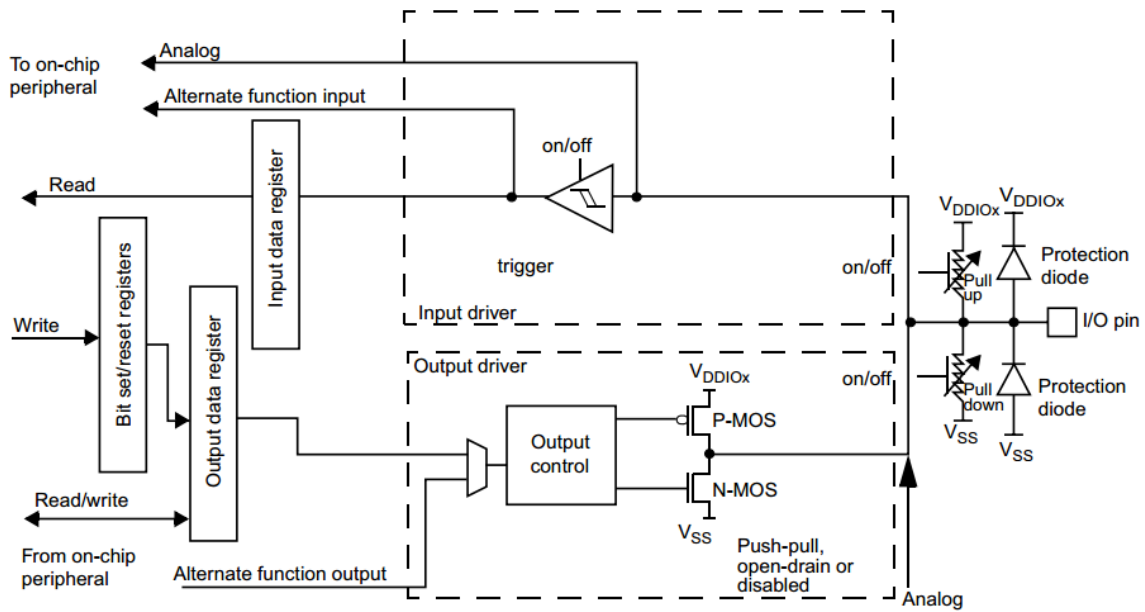 To on-chip
peripheral
Analog
Alternate function input
on/off
Read
Input data register
trigger
Input driver
on/off
VDDIOx
VDDIOx
Pull
up
Protection
diode
I/O pin
Write
Bit set/reset registers
Output data register
Output driver
VDDIOx
P-MOS
Output
control
N-MOS
VSS
on/off
Pull
down
VSS
Protection
diode
VSS
Read/write
From on-chip
peripheral
Alternate function output
Push-pull,
open-drain or
disabled
Analog